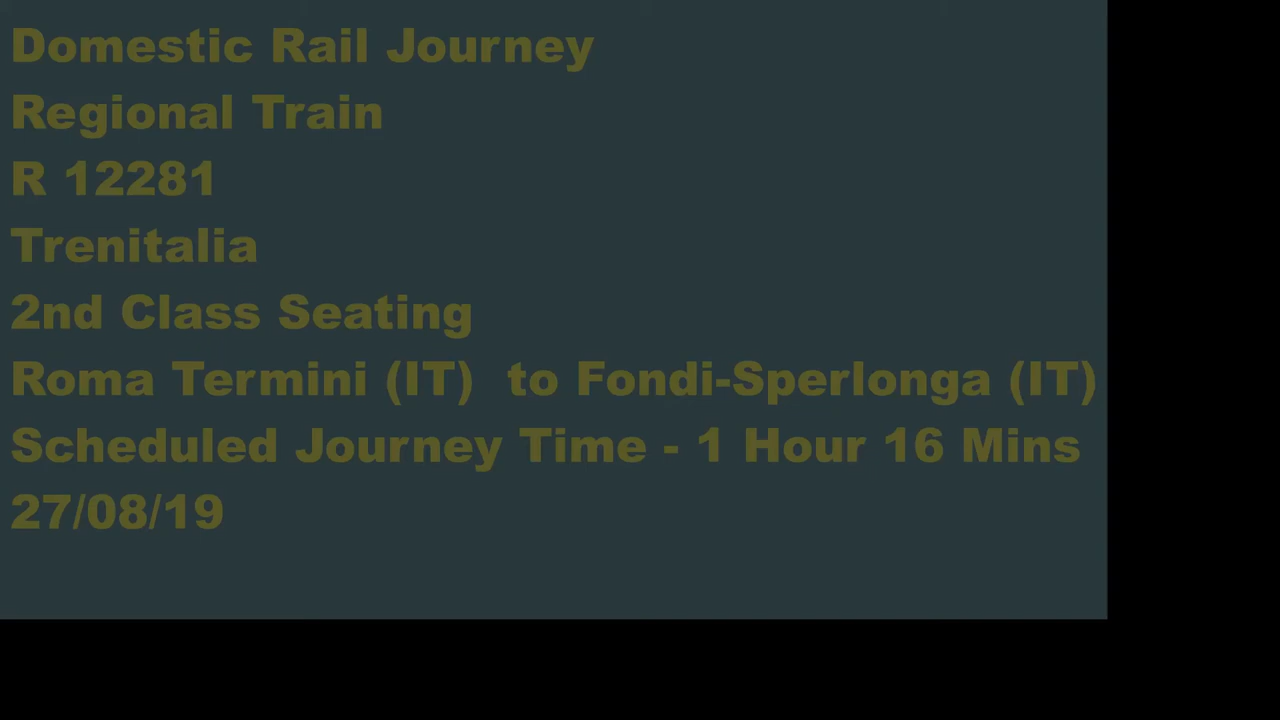 Domestic Rail Journey
Regional Train
R 12281
Trenitalia
2nd Class Seating
Roma Termini (IT)  to Fondi-Sperlonga (IT)
Scheduled Journey Time - 1 Hour 16 Mins
27/08/19